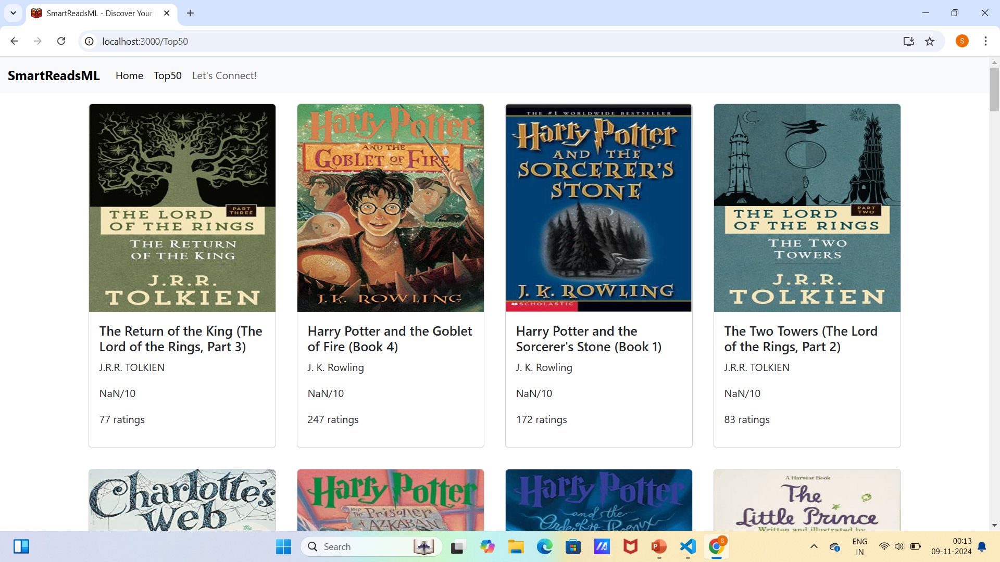 SmartReadsML - Discover Your
localhost:3000/Top50
S
SmartReadsML Home Top50 Let's Connect!
PART THREE
THE LORD
OF THE RINGS
THE RETURN
OF THE KING
J.R.R.
TOLKIEN
Harry Potter
AND THE
GOBLET OF FIRE
J.K. ROWLING
THE #1 WORLDWIDE BESTSELLER
Harry Potter
AND THE
SORCERER'S
STONE
J. K. ROWLING
SCHOLASTIC
PART TWO
THE LORD
OF THE RINGS
THE TWO
TOWERS
J.R.R.
TOLKIEN
The Return of the King (The
Lord of the Rings, Part 3)
J.R.R. TOLKIEN
NaN/10
77 ratings
Harry Potter and the Goblet
of Fire (Book 4)
J. K. Rowling
NaN/10
247 ratings
Harry Potter and the
Sorcerer's Stone (Book 1)
J. K. Rowling
NaN/10
172 ratings
The Two Towers (The Lord
of the Rings, Part 2)
J.R.R. TOLKIEN
NaN/10
83 ratings
Charlotte's
Web
the
Harry Potter
AND THE
PRISONER
OF AZKABAN
Harry Potter
and the
Order of the Phoenix
A Harvest Book
The
Little Prince
Written and illustrated by
Search
P
S
ENG
IN
00:13
09-11-2024